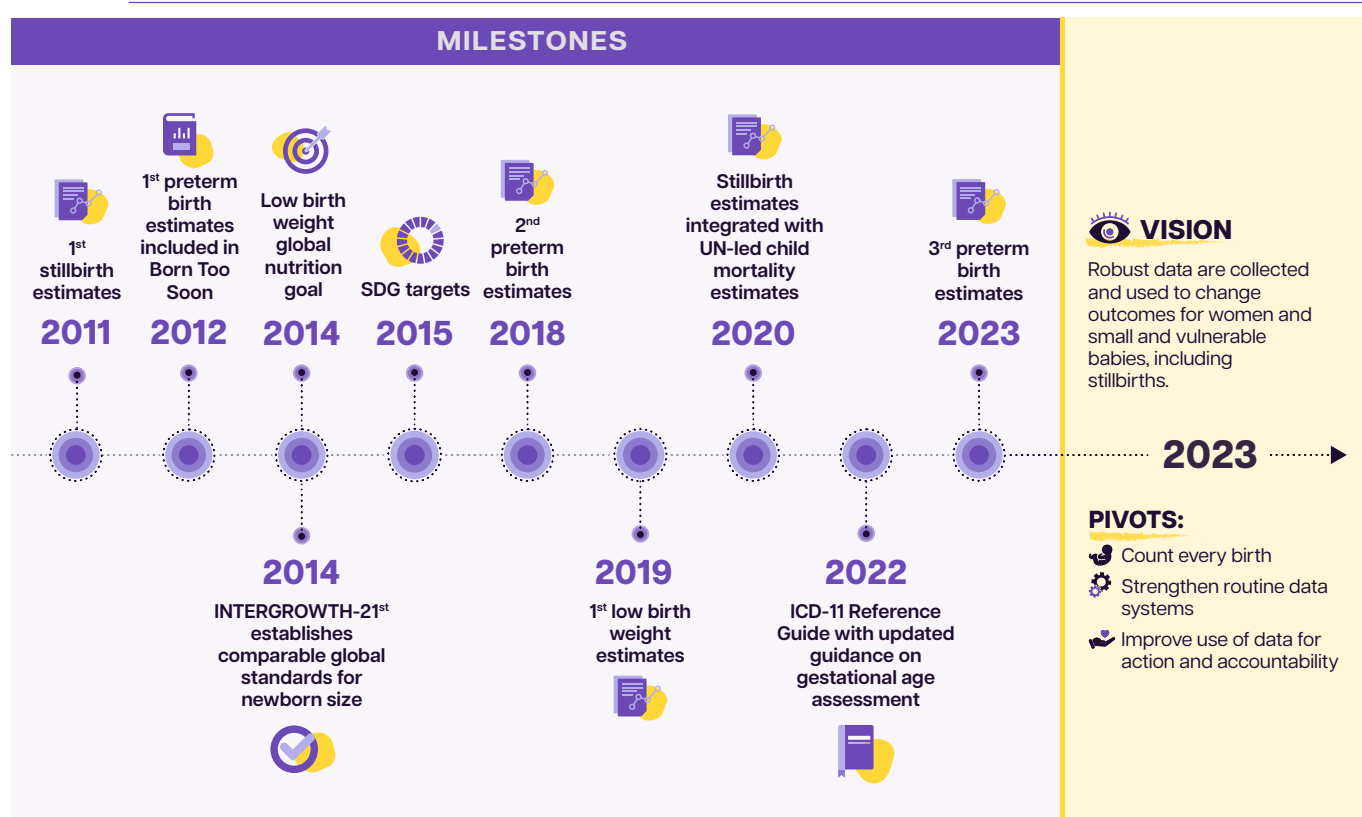 MILESTONES
1st
stillbirth
estimates
2011
1st preterm
birth
estimates
included in
Born Too
Soon
2012
Low birth
weight
global
nutrition
goal
2014
SDG targets
2015
2nd
preterm
birth
estimates
2018
Stillbirth
estimates
integrated with
UN-led child
mortality
estimates
2020
3rd preterm
birth
estimates
2023
2014
INTERGROWTH-21st
establishes
comparable global
standards for
newborn size
2019
1st low birth
weight
estimates
2022
ICD-11 Reference
Guide with updated
guidance on
gestational age
assessment
VISION
Robust data are collected
and used to change
outcomes for women and
small and vulnerable
babies, including
stillbirths.
2023
PIVOTS:
Count every birth
Strengthen routine data
systems
Improve use of data for
action and accountability